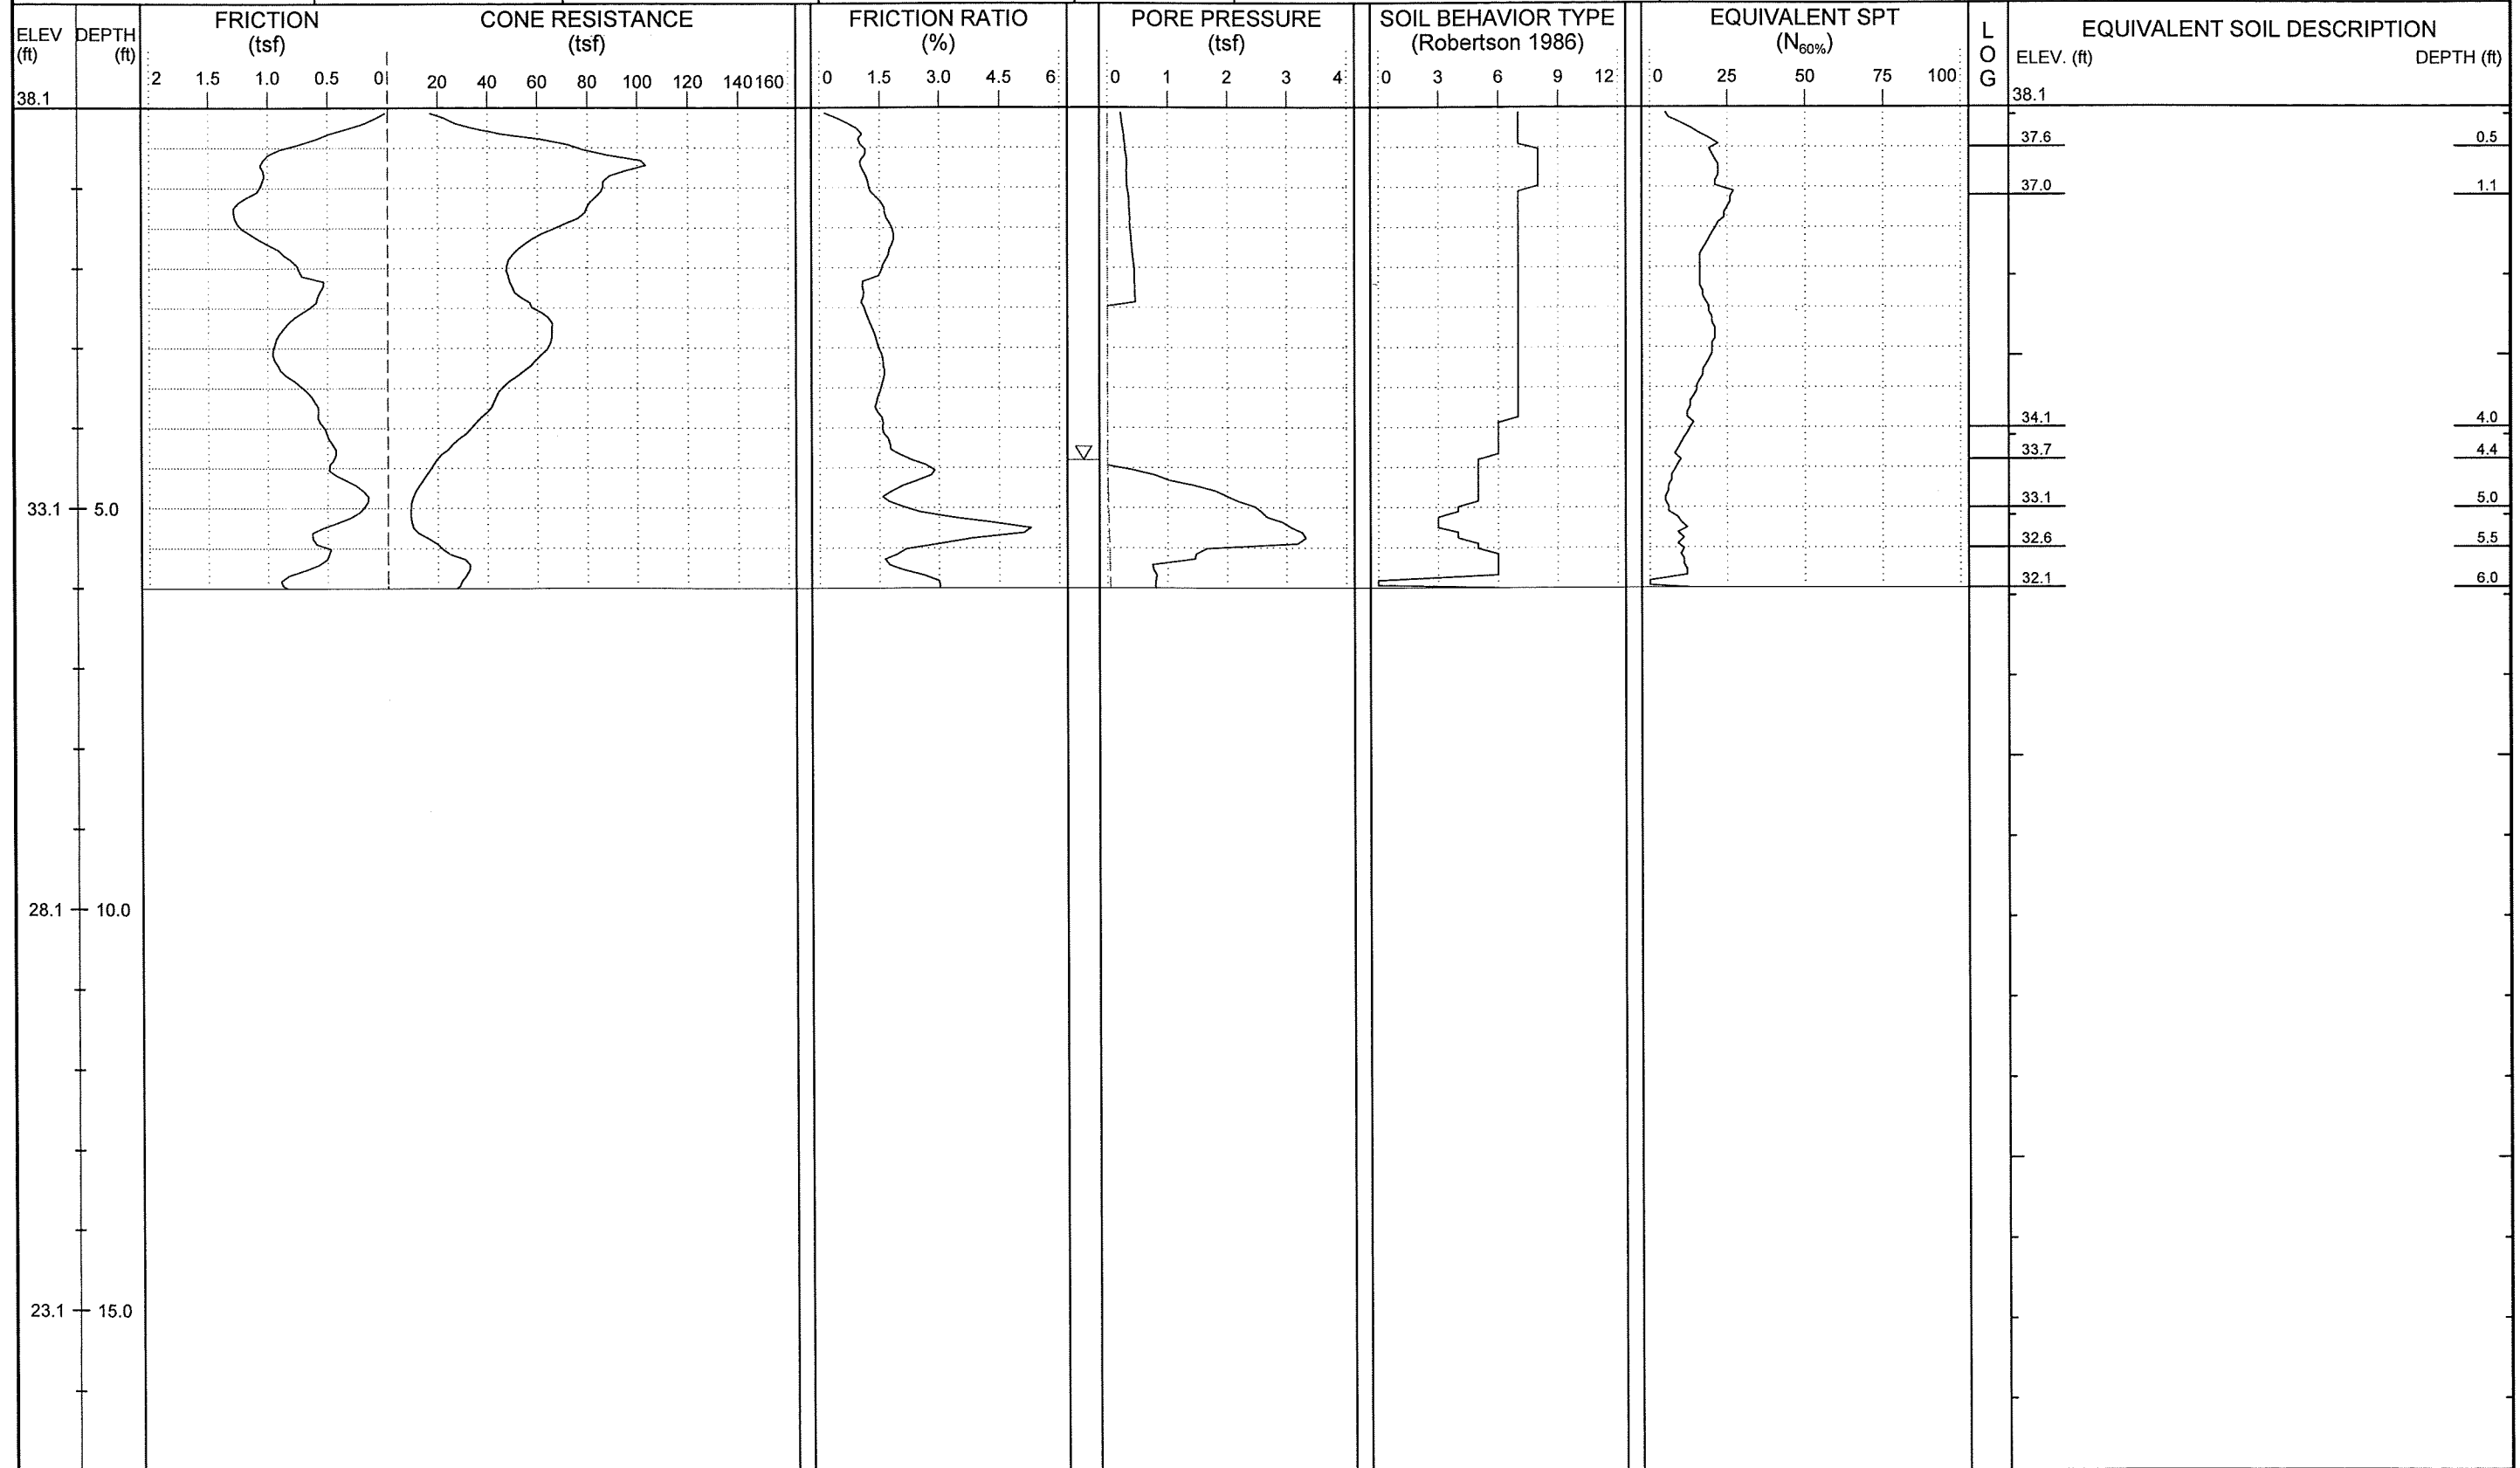 ELEV (ft)
DEPTH (ft)
FRICTION
(tsf)
CONE RESISTANCE
(tsf)
FRICTION RATIO
(%)
PORE PRESSURE
(tsf)
SOIL BEHAVIOR TYPE
(Robertson 1986)
EQUIVALENT SPT
(N60%)
LOG
EQUIVALENT SOIL DESCRIPTION
ELEV. (ft) DEPTH (ft)
2 1.5 1.0 0.5 0 20 40 60 80 100 120 140 160
0 1.5 3.0 4.5 6
0 1 2 3 4
0 3 6 9 12
0 25 50 75 100
38.1 38.1
37.6 0.5
37.0 1.1
34.1 4.0
33.7 4.4
33.1 5.0 33.1 5.0
32.6 5.5
32.1 6.0
28.1 10.0
23.1 15.0